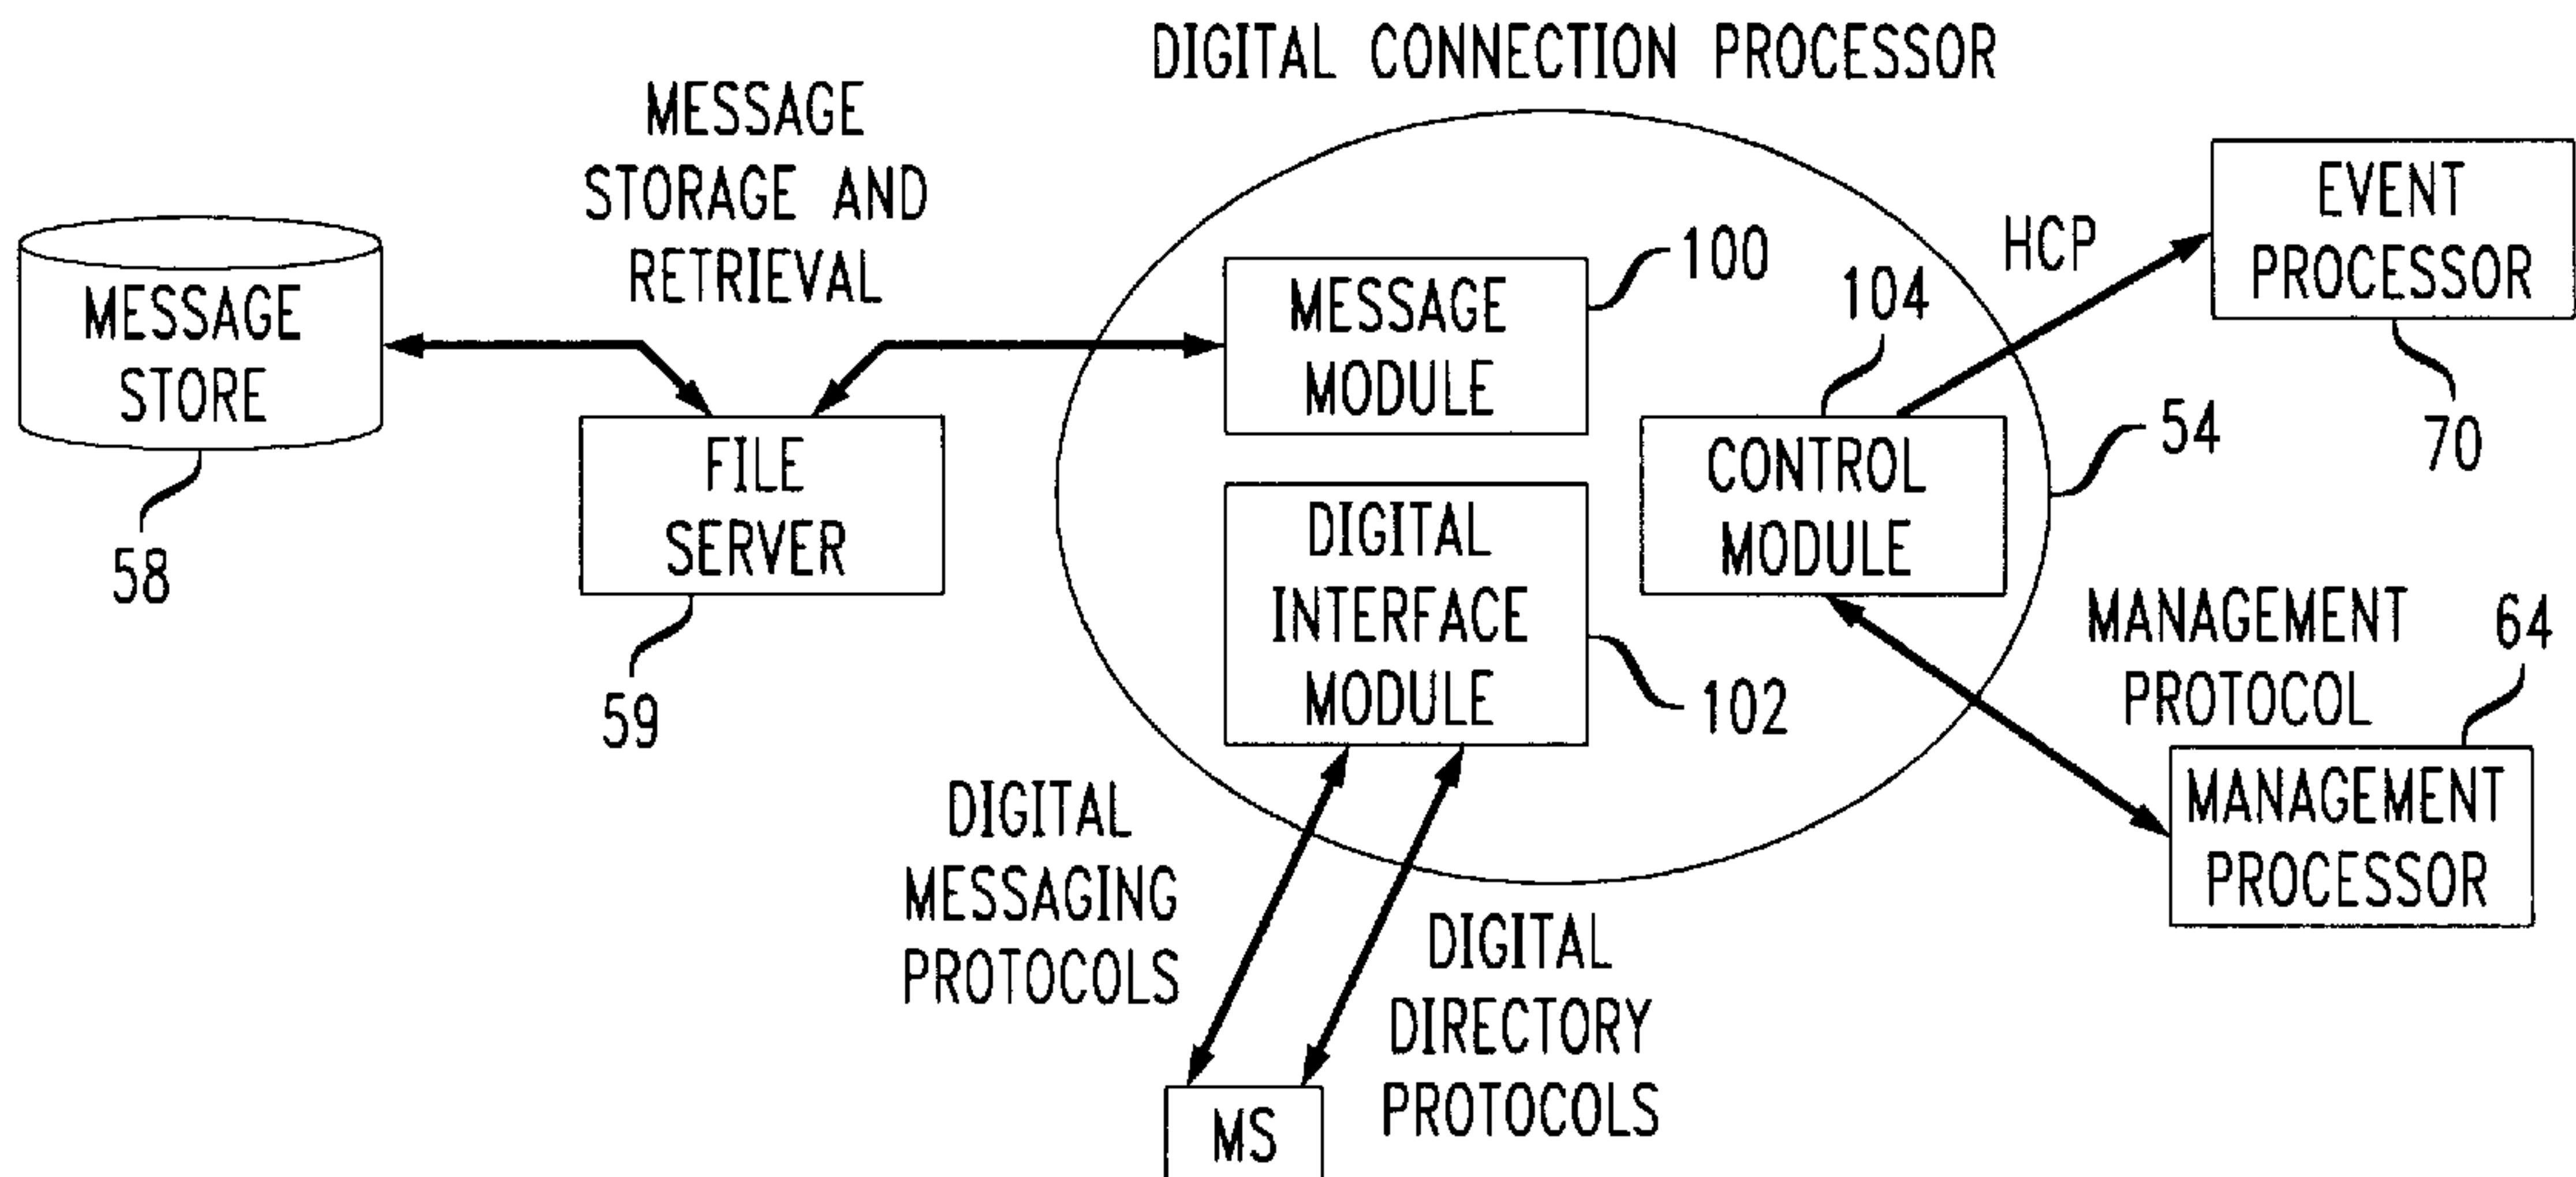 DIGITAL CONNECTION PROCESSOR
MESSAGE
STORAGE AND
RETRIEVAL
MESSAGE
STORE
58
FILE
SERVER
59
MESSAGE
MODULE
100
DIGITAL
INTERFACE
MODULE
102
104
CONTROL
MODULE
54
HCP
EVENT
PROCESSOR
70
MANAGEMENT
PROTOCOL
64
MANAGEMENT
PROCESSOR
DIGITAL
MESSAGING
PROTOCOLS
DIGITAL
DIRECTORY
PROTOCOLS
MS